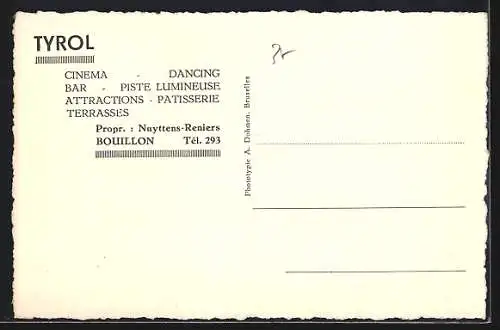 TYROL
CINEMA - DANCING
BAR - PISTE LUMINEUSE
ATTRACTIONS - PATISSERIE
TERRASSES
Propr. : Nuyttens-Reniers
BOUILLON Tél. 293
Phototypie A. Dohmen, Bruxelles